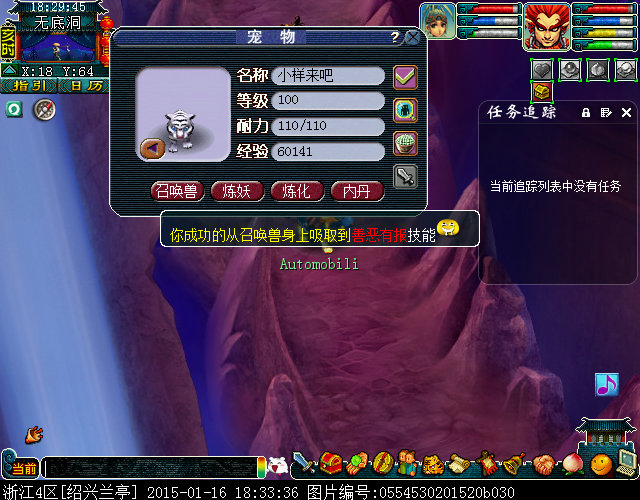 18:29:45
无底洞
亥时
X:18 Y:64
指引
日历
宠 物
?
名称 小样来吧
等级 100
耐力 110/110
经验 60141
召唤兽 炼妖 炼化 内丹
任务追踪
当前追踪列表中没有任务
你成功的从召唤兽身上吸取到善恶有报技能
Automobili
当前
浙江4区[绍兴兰亭] 2015-01-16 18:33:36 图片编号:0554530201520b030